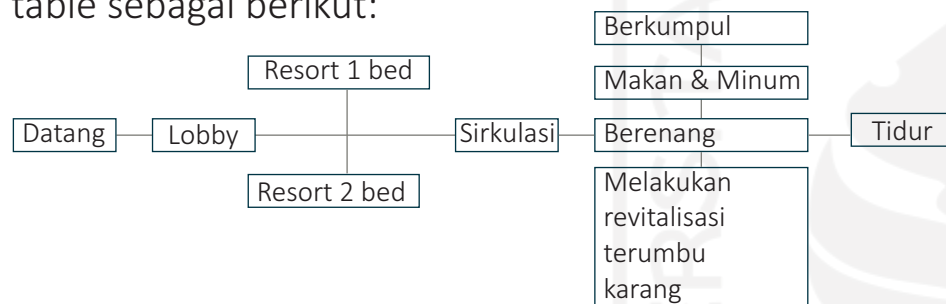 table sebagai berikut:
Berkumpul
Resort 1 bed
Makan & Minum
Datang
Lobby
Sirkulasi
Berenang
Tidur
Resort 2 bed
Melakukan
revitalisasi
terumbu
karang